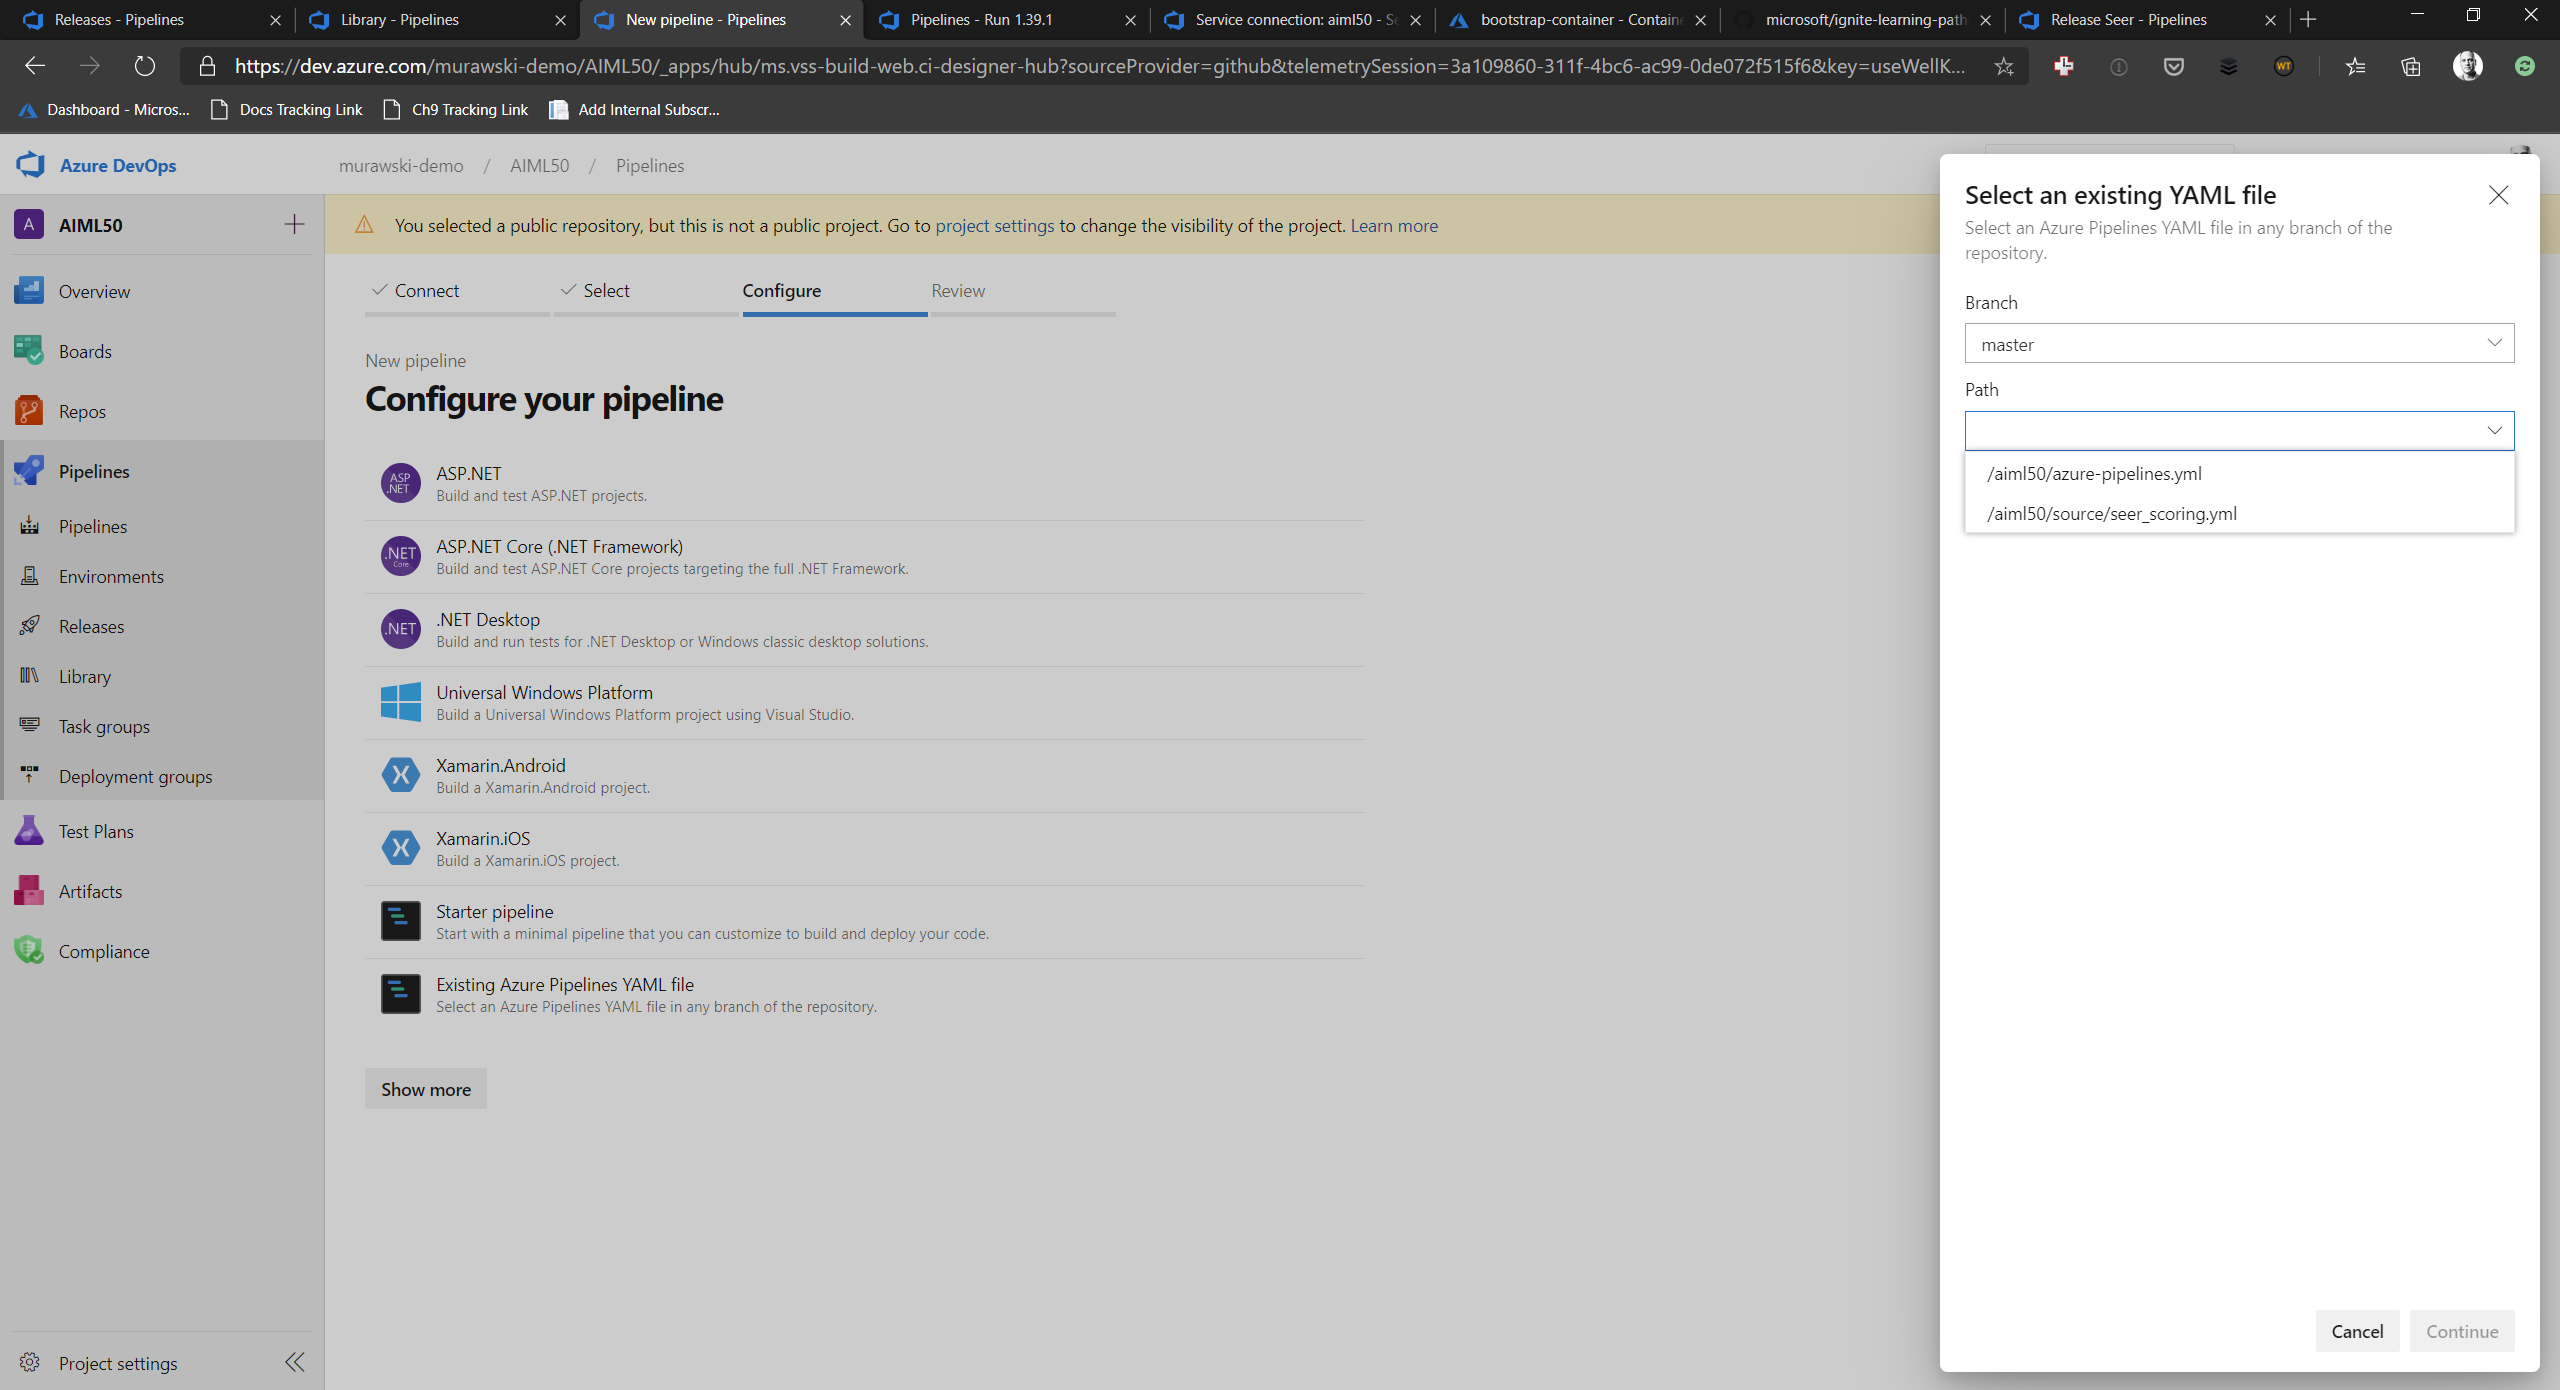 Releases - Pipelines
Library - Pipelines
New pipeline - Pipelines
Pipelines - Run 1.39.1
Service connection: aiml50 - Se
bootstrap-container - Containe
microsoft/ignite-learning-path
Release Seer - Pipelines
https://dev.azure.com/murawski-demo/AIML50/_apps/hub/ms.vss-build-web.ci-designer-hub?sourceProvider=github&telemetrySession=3a109860-311f-4bc6-ac99-0de072f515f6&key=useWellK...
WT
Dashboard - Micros...
Docs Tracking Link
Ch9 Tracking Link
Add Internal Subscr...
Azure DevOps
murawski-demo / AIML50 / Pipelines
A AIML50
Overview
Boards
Repos
Pipelines
Pipelines
Environments
Releases
Library
Task groups
Deployment groups
Test Plans
Artifacts
Compliance
Project settings
You selected a public repository, but this is not a public project. Go to project settings to change the visibility of the project. Learn more
Connect
Select
Configure
Review
New pipeline
Configure your pipeline
ASP .NET
ASP.NET
Build and test ASP.NET projects.
.NET Core
ASP.NET Core (.NET Framework)
Build and test ASP.NET Core projects targeting the full .NET Framework.
.NET
.NET Desktop
Build and run tests for .NET Desktop or Windows classic desktop solutions.
Universal Windows Platform
Build a Universal Windows Platform project using Visual Studio.
Xamarin.Android
Build a Xamarin.Android project.
Xamarin.iOS
Build a Xamarin.iOS project.
Starter pipeline
Start with a minimal pipeline that you can customize to build and deploy your code.
Existing Azure Pipelines YAML file
Select an Azure Pipelines YAML file in any branch of the repository.
Show more
Select an existing YAML file
Select an Azure Pipelines YAML file in any branch of the
repository.
Branch
master
Path
/aiml50/azure-pipelines.yml
/aiml50/source/seer_scoring.yml
Cancel
Continue